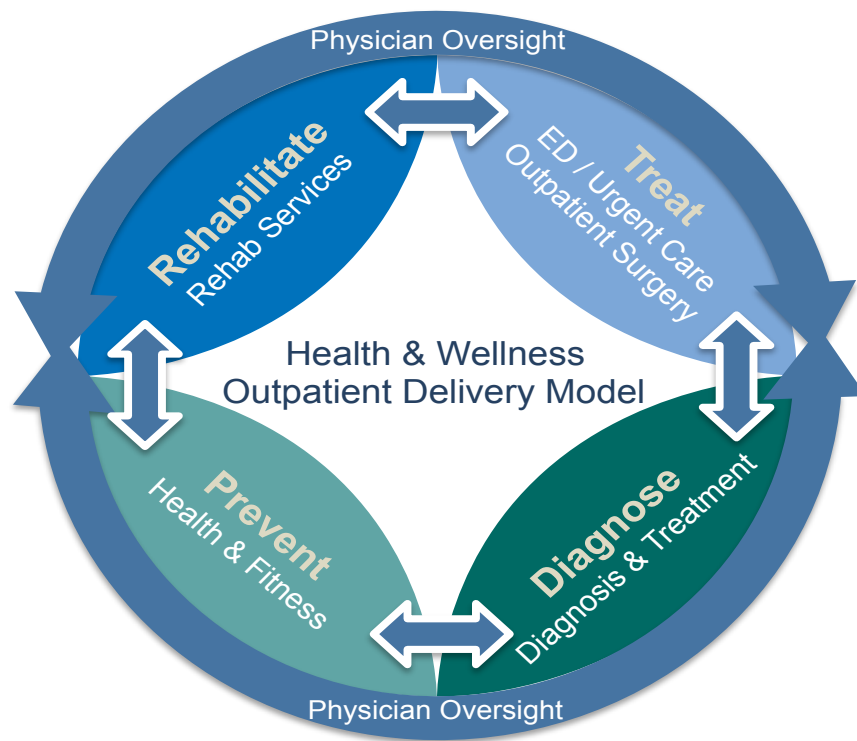 Physician Oversight
Rehabilitate
Rehab Services
Treat
ED / Urgent Care
Outpatient Surgery
Health & Wellness
Outpatient Delivery Model
Prevent
Health & Fitness
Diagnose
Diagnosis & Treatment
Physician Oversight